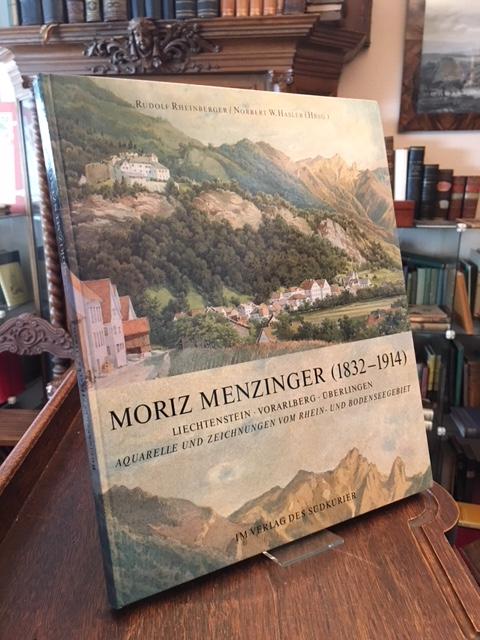 RUDOLF RHEINBERGER / NORBERT W. HASLER (HRSG.)
MORIZ MENZINGER (1832–1914)
LIECHTENSTEIN · VORARLBERG · ÜBERLINGEN
AQUARELLE UND ZEICHNUNGEN VOM RHEIN- UND BODENSEEGEBIET
IM VERLAG DES SÜDKURIER